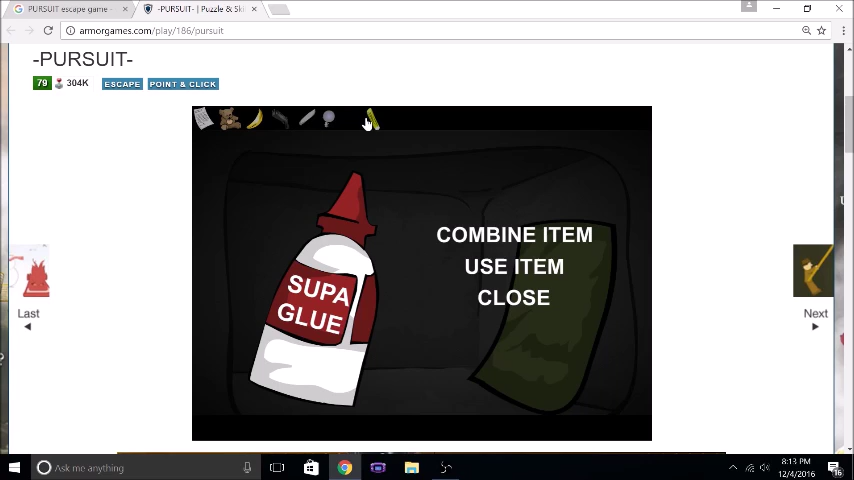 PURSUIT escape game -
-PURSUIT- | Puzzle & Ski
armorgames.com/play/186/pursuit
-PURSUIT-
79 304K ESCAPE POINT & CLICK
SUPA
GLUE
COMBINE ITEM
USE ITEM
CLOSE
Last
Next
Ask me anything
8:13 PM
12/4/2016
16